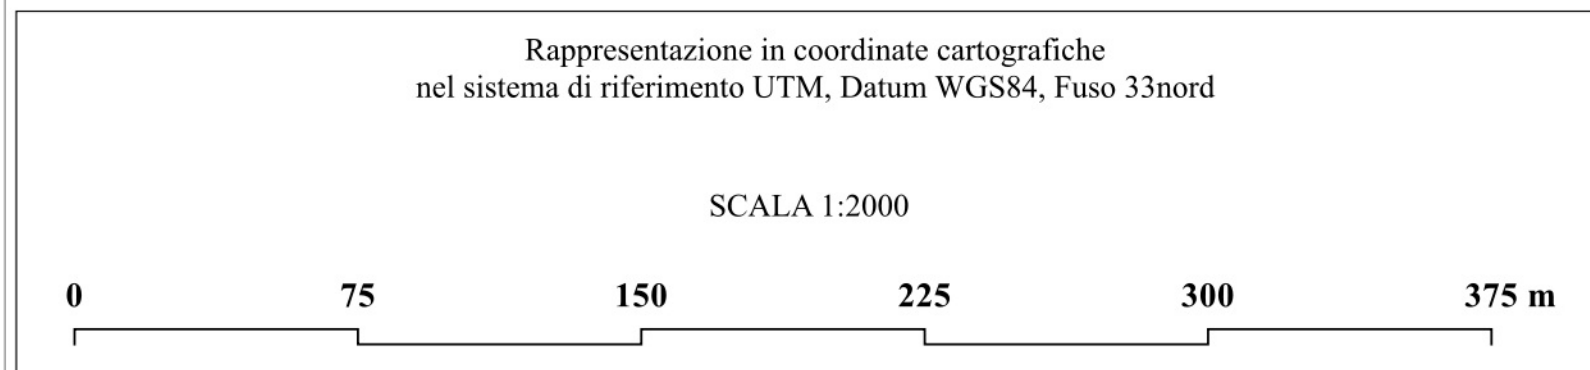 Rappresentazione in coordinate cartografiche
nel sistema di riferimento UTM, Datum WGS84, Fuso 33nord
SCALA 1:2000
0 75 150 225 300 375 m